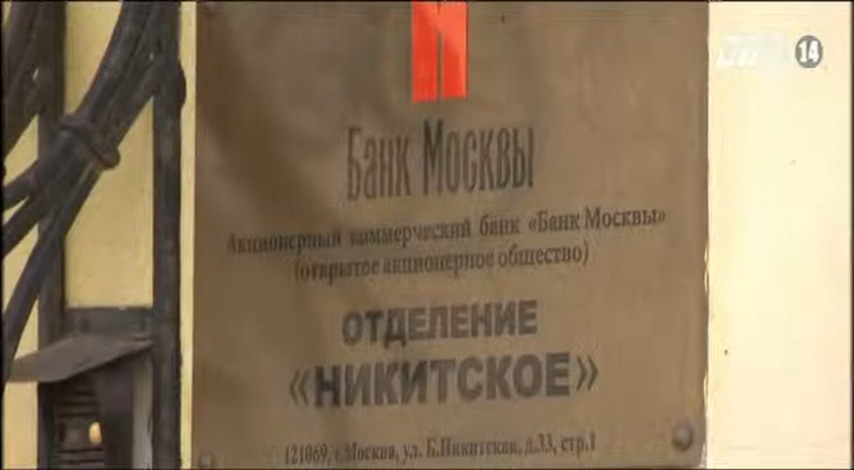 14
Банк Москвы
Акционерный коммерческий банк «Банк Москвы»
(открытое акционерное общество)
ОТДЕЛЕНИЕ
«НИКИТСКОЕ»
121069, г.Москва, ул. Б.Никитская, д.33, стр.1